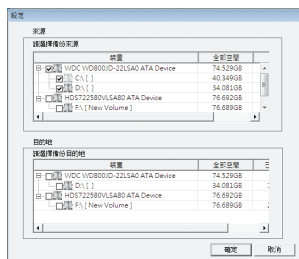 設定
來源
請選擇備份來源
裝置 全部空間
WDC WD800JD-22LSA0 ATA Device 74.529GB
C:\ [ ] 40.349GB
D:\ [ ] 34.081GB
HDS722580VLSA80 ATA Device 76.692GB
F:\ [ New Volume ] 76.689GB
目的地
請選擇備份目的地
裝置 全部空間
WDC WD800JD-22LSA0 ATA Device 74.529GB
D:\ [ ] 34.081GB
HDS722580VLSA80 ATA Device 76.692GB
F:\ [ New Volume ] 76.689GB
確定 取消